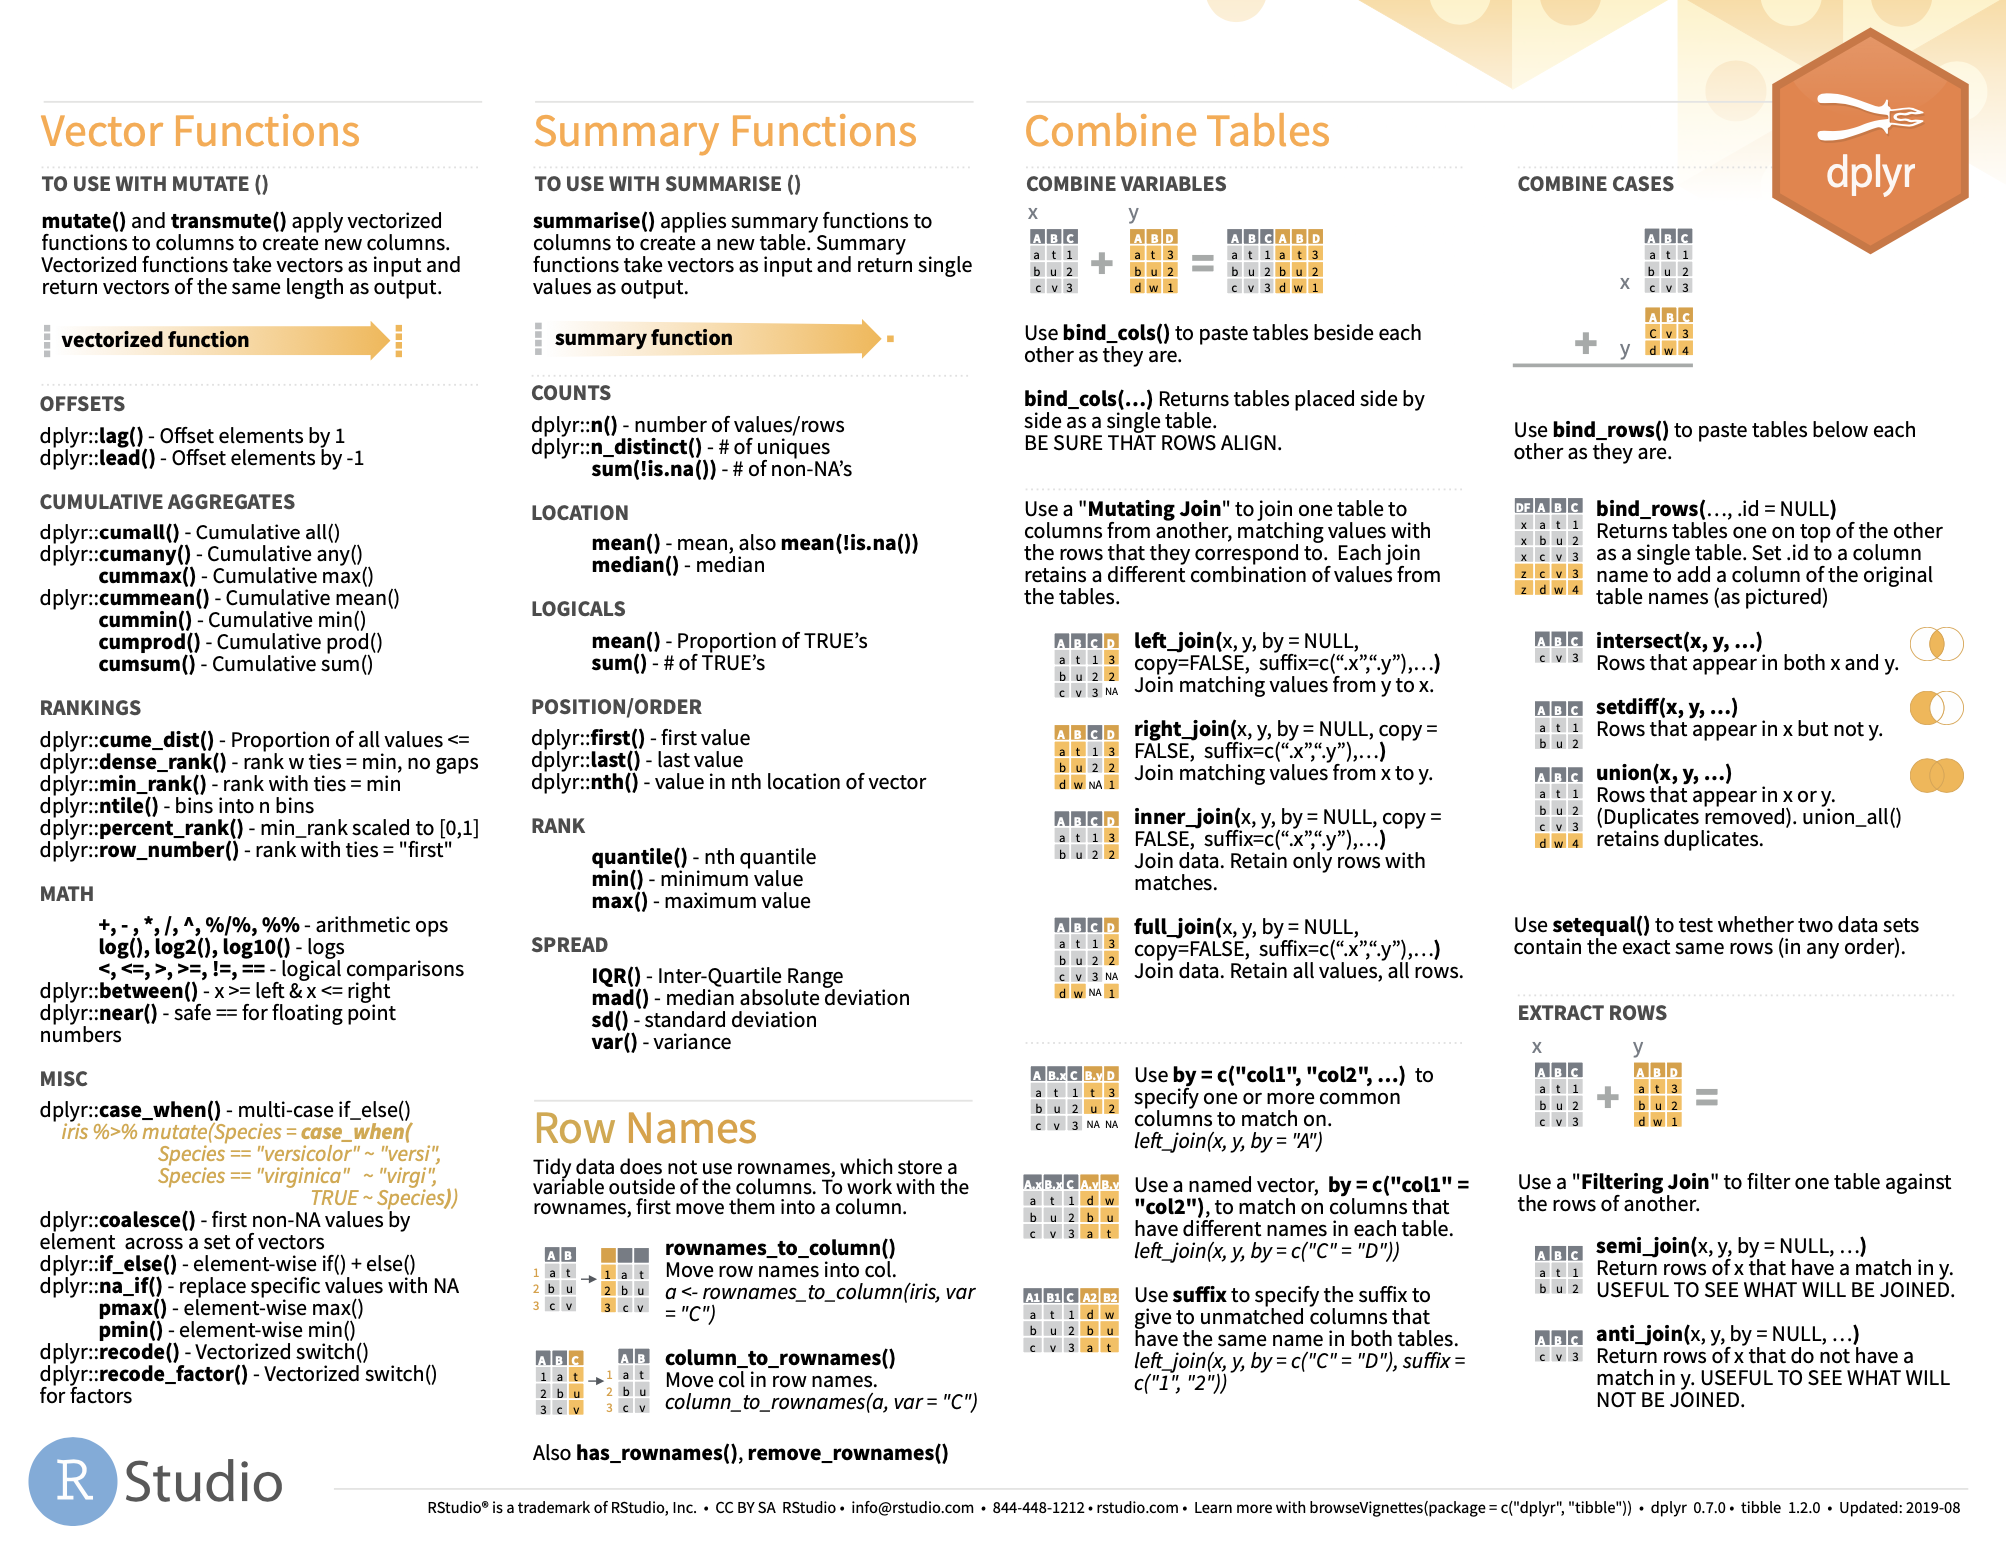 Vector Functions
TO USE WITH MUTATE ()
mutate() and transmute() apply vectorized
functions to columns to create new columns.
Vectorized functions take vectors as input and
return vectors of the same length as output.
vectorized function
OFFSETS
dplyr::lag() - Offset elements by 1
dplyr::lead() - Offset elements by -1
CUMULATIVE AGGREGATES
dplyr::cumall() - Cumulative all()
dplyr::cumany() - Cumulative any()
cummax() - Cumulative max()
dplyr::cummean() - Cumulative mean()
cummin() - Cumulative min()
cumprod() - Cumulative prod()
cumsum() - Cumulative sum()
RANKINGS
dplyr::cume_dist() - Proportion of all values <=
dplyr::dense_rank() - rank w ties = min, no gaps
dplyr::min_rank() - rank with ties = min
dplyr::ntile() - bins into n bins
dplyr::percent_rank() - min_rank scaled to [0,1]
dplyr::row_number() - rank with ties = "first"
MATH
+, - , *, /, ^, %/%, %% - arithmetic ops
log(), log2(), log10() - logs
<, <=, >, >=, !=, == - logical comparisons
dplyr::between() - x >= left & x <= right
dplyr::near() - safe == for floating point
numbers
MISC
dplyr::case_when() - multi-case if_else()
iris %>% mutate(Species = case_when(
Species == "versicolor" ~ "versi",
Species == "virginica" ~ "virgi",
TRUE ~ Species))
dplyr::coalesce() - first non-NA values by
element across a set of vectors
dplyr::if_else() - element-wise if() + else()
dplyr::na_if() - replace specific values with NA
pmax() - element-wise max()
pmin() - element-wise min()
dplyr::recode() - Vectorized switch()
dplyr::recode_factor() - Vectorized switch()
for factors
Summary Functions
TO USE WITH SUMMARISE ()
summarise() applies summary functions to
columns to create a new table. Summary
functions take vectors as input and return single
values as output.
summary function
COUNTS
dplyr::n() - number of values/rows
dplyr::n_distinct() - # of uniques
sum(!is.na()) - # of non-NA’s
LOCATION
mean() - mean, also mean(!is.na())
median() - median
LOGICALS
mean() - Proportion of TRUE’s
sum() - # of TRUE’s
POSITION/ORDER
dplyr::first() - first value
dplyr::last() - last value
dplyr::nth() - value in nth location of vector
RANK
quantile() - nth quantile
min() - minimum value
max() - maximum value
SPREAD
IQR() - Inter-Quartile Range
mad() - median absolute deviation
sd() - standard deviation
var() - variance
Row Names
Tidy data does not use rownames, which store a
variable outside of the columns. To work with the
rownames, first move them into a column.
A B
1 a t 1 a t
2 b u 2 b u
3 c v 3 c v
rownames_to_column()
Move row names into col.
a <- rownames_to_column(iris, var
= "C")
A B C A B
1 a t 1 a t
2 b u 2 b u
3 c v 3 c v
column_to_rownames()
Move col in row names.
column_to_rownames(a, var = "C")
Also has_rownames(), remove_rownames()
Combine Tables
COMBINE VARIABLES
x y
A B C A B D A B C A B D
a t 1 a t 3 a t 1 a t 3
b u 2 + b u 2 = b u 2 b u 2
c v 3 d w 1 c v 3 d w 1
Use bind_cols() to paste tables beside each
other as they are.
bind_cols(…) Returns tables placed side by
side as a single table.
BE SURE THAT ROWS ALIGN.
Use a "Mutating Join" to join one table to
columns from another, matching values with
the rows that they correspond to. Each join
retains a different combination of values from
the tables.
A B C D
a t 1 3
b u 2 2
c v 3 NA
left_join(x, y, by = NULL,
copy=FALSE, suffix=c(“.x”,“.y”),…)
Join matching values from y to x.
A B C D
a t 1 3
b u 2 2
d w NA 1
right_join(x, y, by = NULL, copy =
FALSE, suffix=c(“.x”,“.y”),…)
Join matching values from x to y.
A B C D
a t 1 3
b u 2 2
inner_join(x, y, by = NULL, copy =
FALSE, suffix=c(“.x”,“.y”),…)
Join data. Retain only rows with
matches.
A B C D
a t 1 3
b u 2 2
c v 3 NA
d w NA 1
full_join(x, y, by = NULL,
copy=FALSE, suffix=c(“.x”,“.y”),…)
Join data. Retain all values, all rows.
A B.x C B.y D
a t 1 t 3
b u 2 u 2
c v 3 NA NA
Use by = c("col1", "col2", …) to
specify one or more common
columns to match on.
left_join(x, y, by = "A")
A.x B.x C A.y B.y
a t 1 d w
b u 2 b u
c v 3 a t
Use a named vector, by = c("col1" =
"col2"), to match on columns that
have different names in each table.
left_join(x, y, by = c("C" = "D"))
A1 B1 C A2 B2
a t 1 d w
b u 2 b u
c v 3 a t
Use suffix to specify the suffix to
give to unmatched columns that
have the same name in both tables.
left_join(x, y, by = c("C" = "D"), suffix =
c("1", "2"))
dplyr
COMBINE CASES
A B C
a t 1
b u 2
x c v 3
A B C
C v 3
+ y d w 4
Use bind_rows() to paste tables below each
other as they are.
DF A B C
x a t 1
x b u 2
x c v 3
z c v 3
z d w 4
bind_rows(…, .id = NULL)
Returns tables one on top of the other
as a single table. Set .id to a column
name to add a column of the original
table names (as pictured)
A B C
c v 3
intersect(x, y, …)
Rows that appear in both x and y.
A B C
a t 1
b u 2
setdiff(x, y, …)
Rows that appear in x but not y.
A B C
a t 1
b u 2
c v 3
d w 4
union(x, y, …)
Rows that appear in x or y.
(Duplicates removed). union_all()
retains duplicates.
Use setequal() to test whether two data sets
contain the exact same rows (in any order).
EXTRACT ROWS
x y
A B C A B D
a t 1 a t 3
b u 2 + b u 2 =
c v 3 d w 1
Use a "Filtering Join" to filter one table against
the rows of another.
A B C
a t 1
b u 2
semi_join(x, y, by = NULL, …)
Return rows of x that have a match in y.
USEFUL TO SEE WHAT WILL BE JOINED.
A B C
c v 3
anti_join(x, y, by = NULL, …)
Return rows of x that do not have a
match in y. USEFUL TO SEE WHAT WILL
NOT BE JOINED.
R Studio
RStudio® is a trademark of RStudio, Inc. • CC BY SA RStudio • info@rstudio.com • 844-448-1212 • rstudio.com • Learn more with browseVignettes(package = c("dplyr", "tibble")) • dplyr 0.7.0 • tibble 1.2.0 • Updated: 2019-08